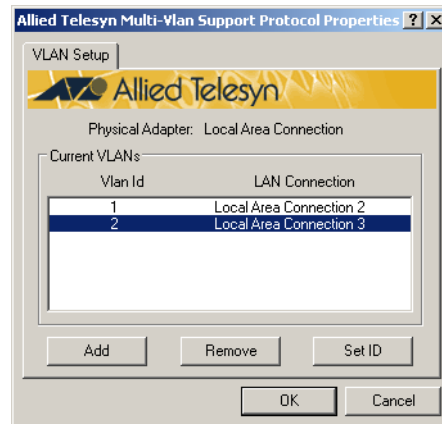 Allied Telesyn Multi-Vlan Support Protocol Properties ? X
VLAN Setup
Allied Telesyn
Physical Adapter: Local Area Connection
Current VLANs
Vlan Id LAN Connection
1 Local Area Connection 2
2 Local Area Connection 3
Add Remove Set ID
OK Cancel